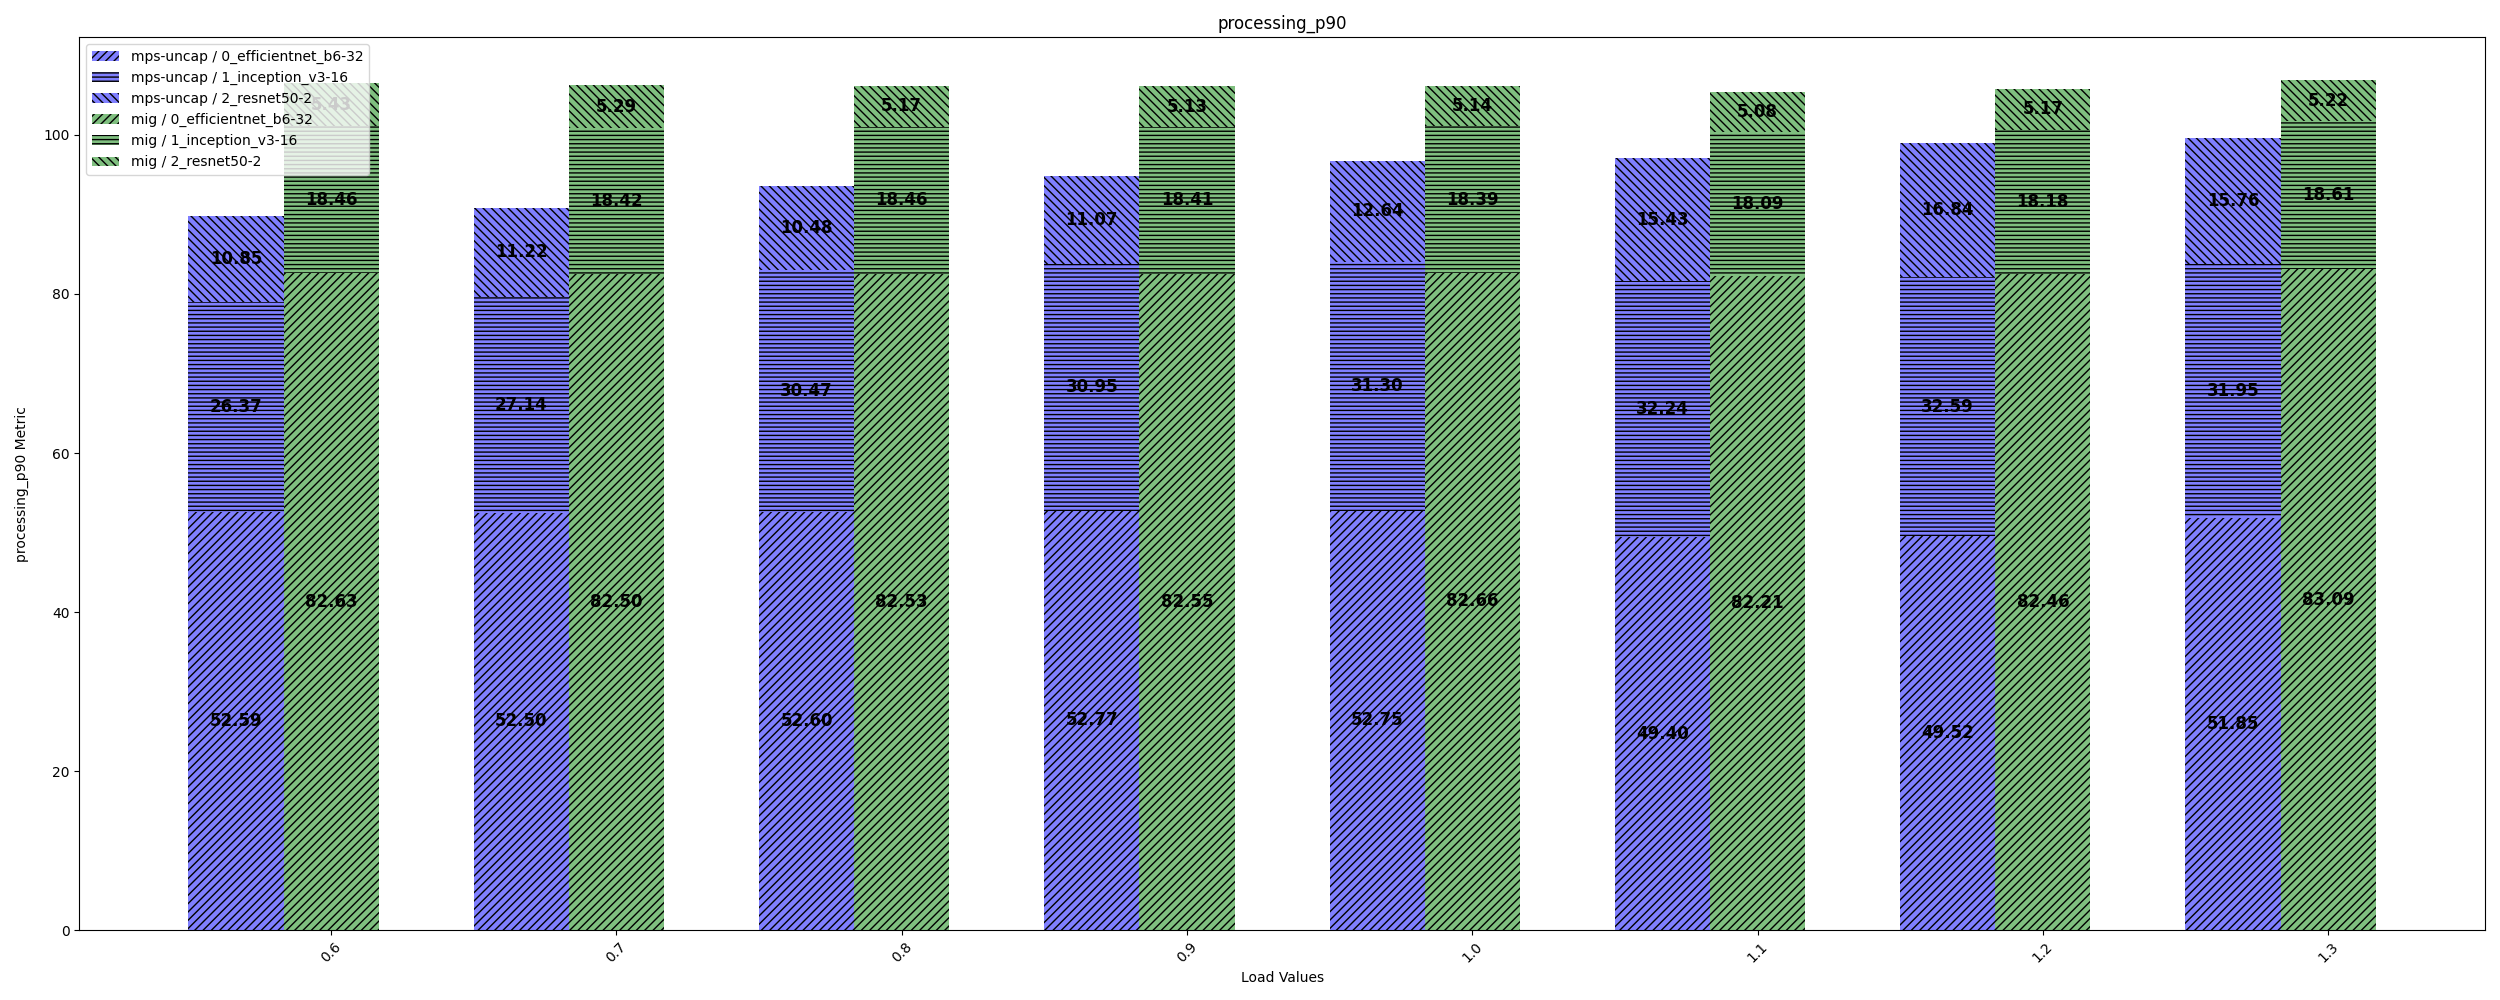 processing_p90
mps-uncap / 0_efficientnet_b6-32
mps-uncap / 1_inception_v3-16
mps-uncap / 2_resnet50-2
mig / 0_efficientnet_b6-32
mig / 1_inception_v3-16
mig / 2_resnet50-2
processing_p90 Metric
100
80
60
40
20
0
5.43 5.29 5.17 5.13 5.14 5.08 5.17 5.22
18.46 18.42 18.46 18.41 18.39 18.09 18.18 18.61
10.85 11.22 10.48 11.07 12.64 15.43 16.84 15.76
26.37 27.14 30.47 30.95 31.30 32.24 32.59 31.95
82.63 82.50 82.53 82.55 82.66 82.21 82.46 83.09
52.59 52.50 52.60 52.77 52.75 49.40 49.52 51.85
0.6 0.7 0.8 0.9 1.0 1.1 1.2 1.3
Load Values